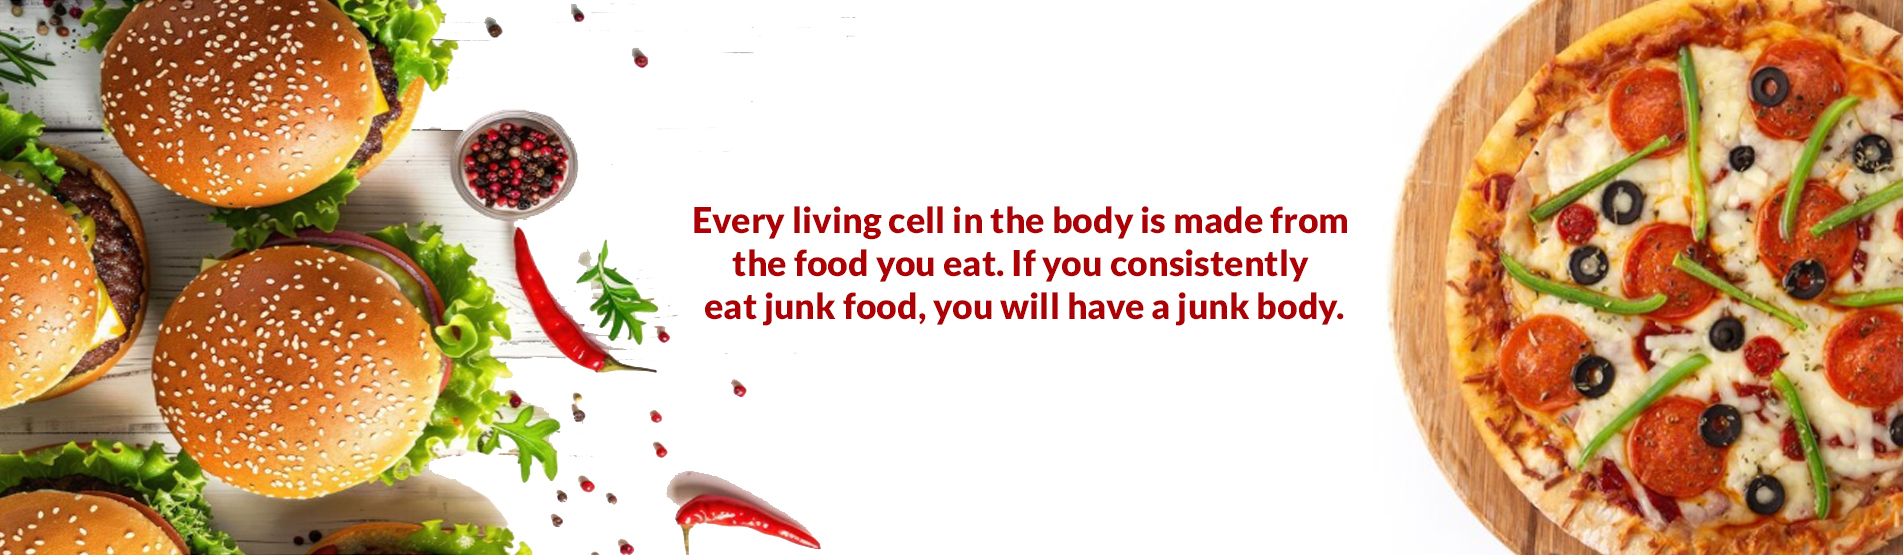 Every living cell in the body is made from
the food you eat. If you consistently
eat junk food, you will have a junk body.